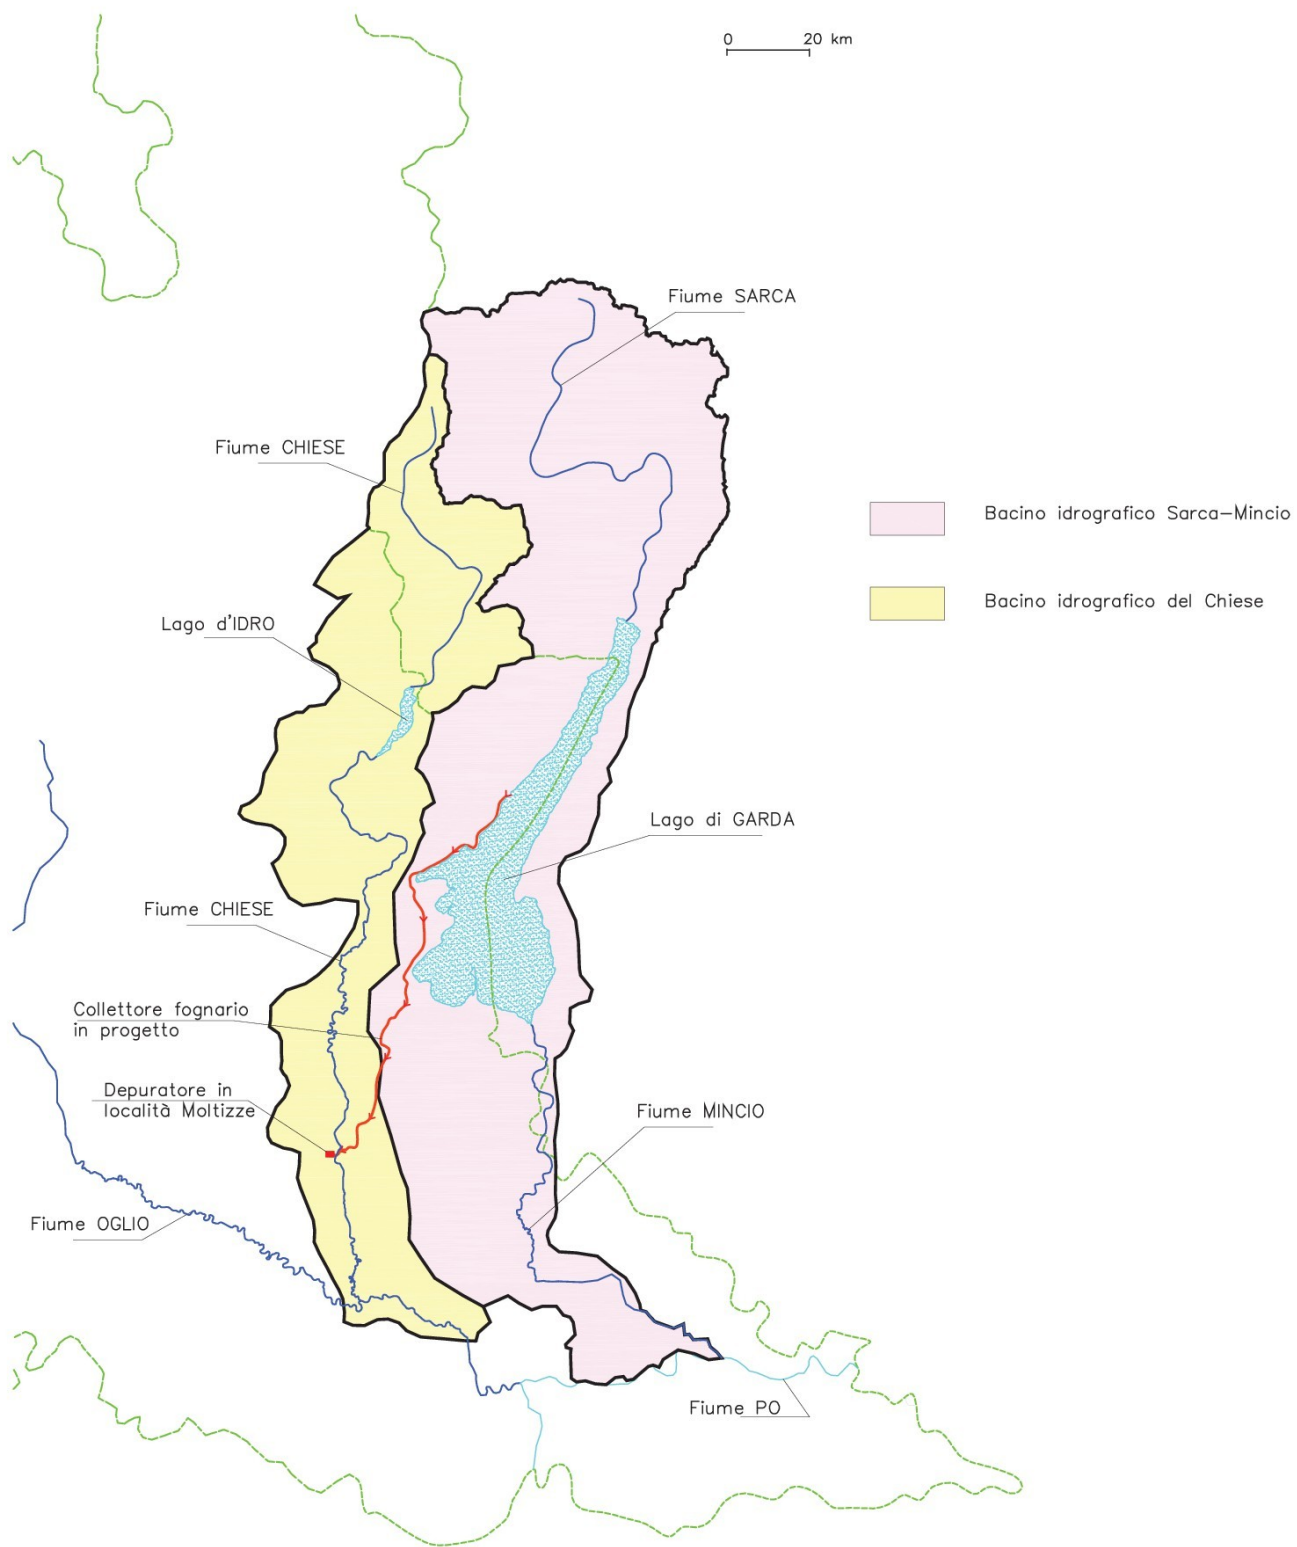 0 20 km
Fiume SARCA
Fiume CHIESE
Bacino idrografico Sarca-Mincio
Bacino idrografico del Chiese
Lago d'IDRO
Lago di GARDA
Fiume CHIESE
Collettore fognario
in progetto
Depuratore in
località Moltizze
Fiume MINCIO
Fiume OGLIO
Fiume PO